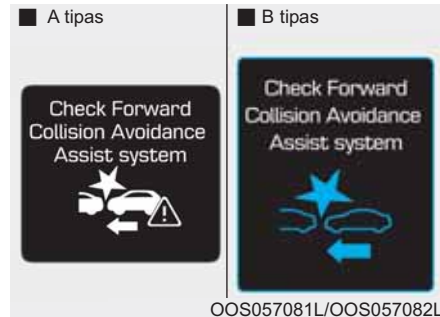 ■ A tipas
Check Forward
Collision Avoidance
Assist system
■ B tipas
Check Forward
Collision Avoidance
Assist system
OOS057081L/OOS057082L